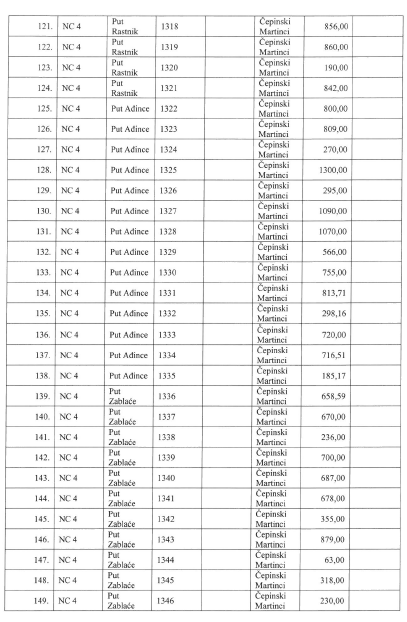 121. NC 4 Put Rastnik 1318 Čepinski Martinci 856,00
122. NC 4 Put Rastnik 1319 Čepinski Martinci 860,00
123. NC 4 Put Rastnik 1320 Čepinski Martinci 190,00
124. NC 4 Put Rastnik 1321 Čepinski Martinci 842,00
125. NC 4 Put Ađince 1322 Čepinski Martinci 800,00
126. NC 4 Put Ađince 1323 Čepinski Martinci 809,00
127. NC 4 Put Ađince 1324 Čepinski Martinci 270,00
128. NC 4 Put Ađince 1325 Čepinski Martinci 1300,00
129. NC 4 Put Ađince 1326 Čepinski Martinci 295,00
130. NC 4 Put Ađince 1327 Čepinski Martinci 1090,00
131. NC 4 Put Ađince 1328 Čepinski Martinci 1070,00
132. NC 4 Put Ađince 1329 Čepinski Martinci 566,00
133. NC 4 Put Ađince 1330 Čepinski Martinci 755,00
134. NC 4 Put Ađince 1331 Čepinski Martinci 813,71
135. NC 4 Put Ađince 1332 Čepinski Martinci 298,16
136. NC 4 Put Ađince 1333 Čepinski Martinci 720,00
137. NC 4 Put Ađince 1334 Čepinski Martinci 716,51
138. NC 4 Put Ađince 1335 Čepinski Martinci 185,17
139. NC 4 Put Zablaće 1336 Čepinski Martinci 658,59
140. NC 4 Put Zablaće 1337 Čepinski Martinci 670,00
141. NC 4 Put Zablaće 1338 Čepinski Martinci 236,00
142. NC 4 Put Zablaće 1339 Čepinski Martinci 700,00
143. NC 4 Put Zablaće 1340 Čepinski Martinci 687,00
144. NC 4 Put Zablaće 1341 Čepinski Martinci 678,00
145. NC 4 Put Zablaće 1342 Čepinski Martinci 355,00
146. NC 4 Put Zablaće 1343 Čepinski Martinci 879,00
147. NC 4 Put Zablaće 1344 Čepinski Martinci 63,00
148. NC 4 Put Zablaće 1345 Čepinski Martinci 318,00
149. NC 4 Put Zablaće 1346 Čepinski Martinci 230,00